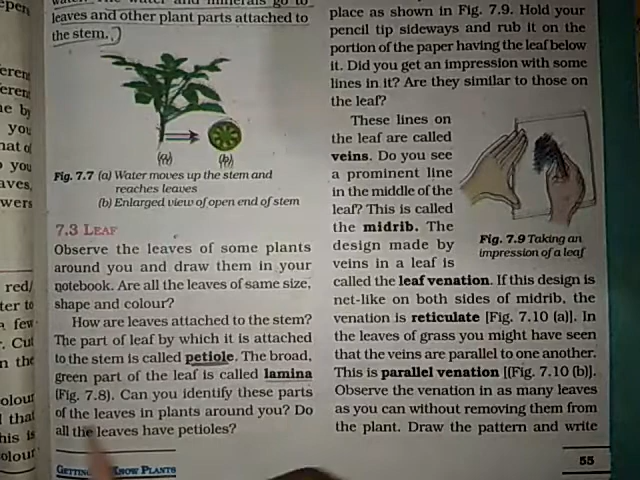 water. The water and minerals go to
leaves and other plant parts attached to
the stem.
(a) (b)
Fig. 7.7 (a) Water moves up the stem and
reaches leaves
(b) Enlarged view of open end of stem
7.3 LEAF
Observe the leaves of some plants
around you and draw them in your
notebook. Are all the leaves of same size,
shape and colour?
How are leaves attached to the stem?
The part of leaf by which it is attached
to the stem is called petiole. The broad,
green part of the leaf is called lamina
(Fig. 7.8). Can you identify these parts
of the leaves in plants around you? Do
all the leaves have petioles?
KNOW PLANTS
place as shown in Fig. 7.9. Hold your
pencil tip sideways and rub it on the
portion of the paper having the leaf below
it. Did you get an impression with some
lines in it? Are they similar to those on
the leaf?
These lines on
the leaf are called
veins. Do you see
a prominent line
in the middle of the
leaf? This is called
the midrib. The
design made by
veins in a leaf is
called the leaf venation. If this design is
net-like on both sides of midrib, the
venation is reticulate [Fig. 7.10 (a)]. In
the leaves of grass you might have seen
that the veins are parallel to one another.
This is parallel venation [(Fig. 7.10 (b)].
Observe the venation in as many leaves
as you can without removing them from
the plant. Draw the pattern and write
Fig. 7.9 Taking an
impression of a leaf
55